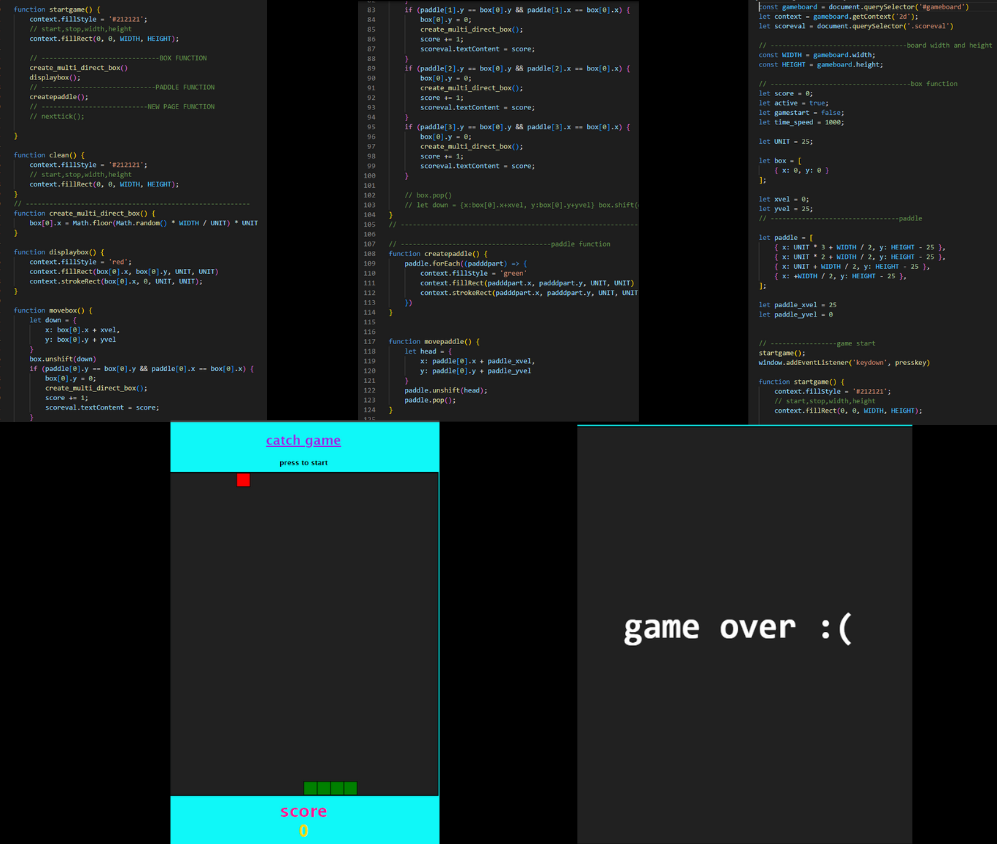 function startgame() {
context.fillStyle = '#212121';
// start,stop,width,height
context.fillRect(0, 0, WIDTH, HEIGHT);
// ------------------------------BOX FUNCTION
create_multi_direct_box()
displaybox();
// ----------------------------PADDLE FUNCTION
createpaddle();
// ---------------------------NEW PAGE FUNCTION
// nexttick();
}
function clean() {
context.fillStyle = '#212121';
// start,stop,width,height
context.fillRect(0, 0, WIDTH, HEIGHT);
}
// ---------------------------------------------------------
function create_multi_direct_box() {
box[0].x = Math.floor(Math.random() * WIDTH / UNIT) * UNIT
}
function displaybox() {
context.fillStyle = 'red';
context.fillRect(box[0].x, box[0].y, UNIT, UNIT)
context.strokeRect(box[0].x, 0, UNIT, UNIT);
}
function movebox() {
let down = {
x: box[0].x + xvel,
y: box[0].y + yvel
}
box.unshift(down)
if (paddle[0].y == box[0].y && paddle[0].x == box[0].x) {
box[0].y = 0;
create_multi_direct_box();
score += 1;
scoreval.textContent = score;
}
83 if (paddle[1].y == box[0].y && paddle[1].x == box[0].x) {
84 box[0].y = 0;
85 create_multi_direct_box();
86 score += 1;
87 scoreval.textContent = score;
88 }
89 if (paddle[2].y == box[0].y && paddle[2].x == box[0].x) {
90 box[0].y = 0;
91 create_multi_direct_box();
92 score += 1;
93 scoreval.textContent = score;
94 }
95 if (paddle[3].y == box[0].y && paddle[3].x == box[0].x) {
96 box[0].y = 0;
97 create_multi_direct_box();
98 score += 1;
99 scoreval.textContent = score;
100 }
101
102 // box.pop()
103 // let down = {x:box[0].x+xvel, y:box[0].y+yvel} box.shift(
104 }
105 // ------------------------------------------------------------
106
107 // --------------------------------------paddle function
108 function createpaddle() {
109 paddle.forEach((padddpart) => {
110 context.fillStyle = 'green'
111 context.fillRect(padddpart.x, padddpart.y, UNIT, UNIT)
112 context.strokeRect(padddpart.x, padddpart.y, UNIT, UNIT
113 })
114 }
115
116
117 function movepaddle() {
118 let head = {
119 x: paddle[0].x + paddle_xvel,
120 y: paddle[0].y + paddle_yvel
121 }
122 paddle.unshift(head);
123 paddle.pop();
124 }
const gameboard = document.querySelector('#gameboard')
let context = gameboard.getContext('2d');
let scoreval = document.querySelector('.scoreval')
// -----------------------------------board width and height
const WIDTH = gameboard.width;
const HEIGHT = gameboard.height;
// -----------------------------------box function
let score = 0;
let active = true;
let gamestart = false;
let time_speed = 1000;
let UNIT = 25;
let box = [
{ x: 0, y: 0 }
];
let xvel = 0;
let yvel = 25;
// ---------------------------------paddle
let paddle = [
{ x: UNIT * 3 + WIDTH / 2, y: HEIGHT - 25 },
{ x: UNIT * 2 + WIDTH / 2, y: HEIGHT - 25 },
{ x: UNIT + WIDTH / 2, y: HEIGHT - 25 },
{ x: +WIDTH / 2, y: HEIGHT - 25 },
];
let paddle_xvel = 25
let paddle_yvel = 0
// -----------------game start
startgame();
window.addEventListener('keydown', presskey)
function startgame() {
context.fillStyle = '#212121';
// start,stop,width,height
context.fillRect(0, 0, WIDTH, HEIGHT);
catch game
press to start
score
0
game over :(